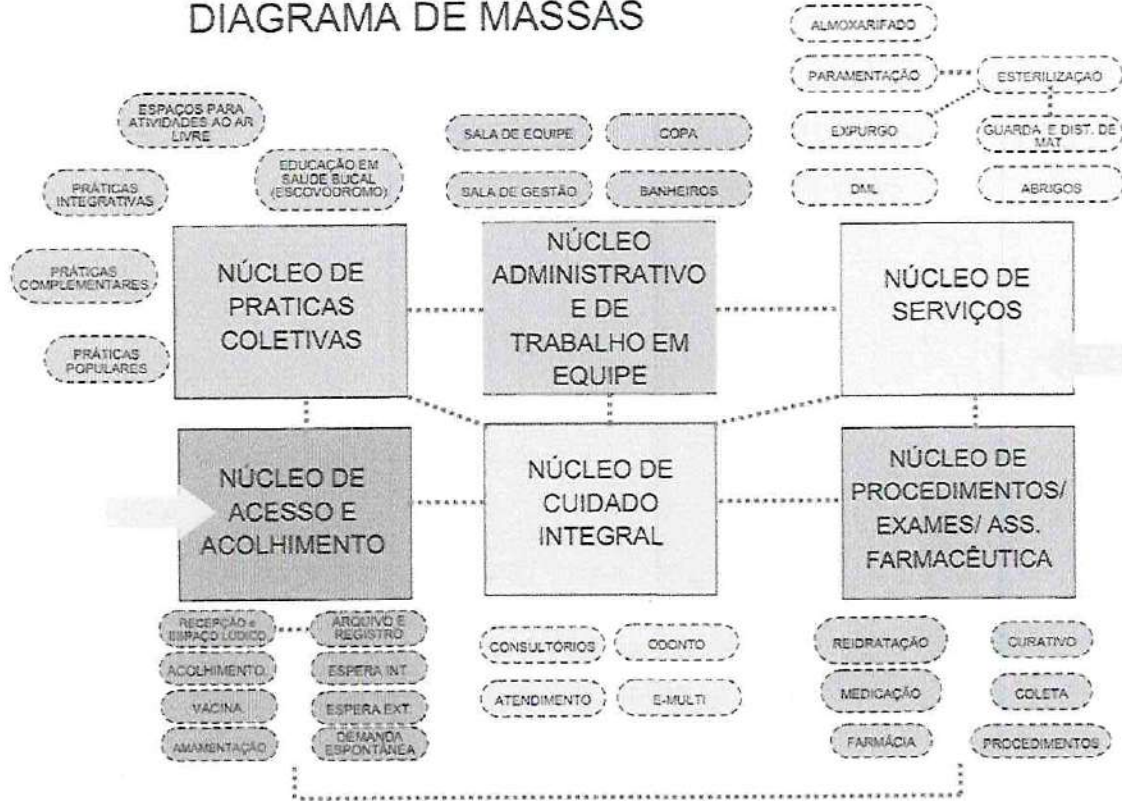 DIAGRAMA DE MASSAS
ALMOXARIFADO
PARAMENTAÇÃO
ESTERILIZAÇÃO
EXPURGO
GUARDA E DIST. DE
MAT.
DML
ABRIGOS
ESPAÇOS PARA
ATIVIDADES AO AR
LIVRE
EDUCAÇÃO EM
SAUDE BUCAL
(ESCOVÓDROMO)
PRÁTICAS
INTEGRATIVAS
PRÁTICAS
COMPLEMENTARES
PRÁTICAS
POPULARES
SALA DE EQUIPE
COPA
SALA DE GESTÃO
BANHEIROS
NÚCLEO DE
PRATICAS
COLETIVAS
NÚCLEO
ADMINISTRATIVO
E DE
TRABALHO EM
EQUIPE
NÚCLEO DE
SERVIÇOS
NÚCLEO DE
ACESSO E
ACOLHIMENTO
NÚCLEO DE
CUIDADO
INTEGRAL
NÚCLEO DE
PROCEDIMENTOS/
EXAMES/ ASS.
FARMACÊUTICA
RECEPÇÃO e
ESPAÇO LÚDICO
ARQUIVO E
REGISTRO
ACOLHIMENTO
ESPERA INT.
VACINA
ESPERA EXT.
AMAMENTAÇÃO
DEMANDA
ESPONTÂNEA
CONSULTÓRIOS
ODONTO
ATENDIMENTO
E-MULTI
REIDRATAÇÃO
CURATIVO
MEDICAÇÃO
COLETA
FARMÁCIA
PROCEDIMENTOS